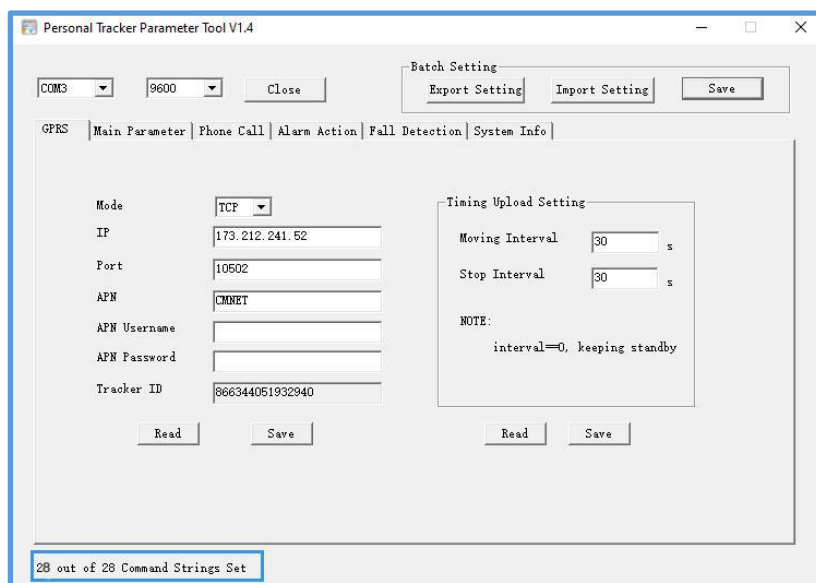 Personal Tracker Parameter Tool V1.4
Batch Setting
COM3 9600 Close Export Setting Import Setting Save
GPRS Main Parameter Phone Call Alarm Action Fall Detection System Info
Mode TCP
Timing Upload Setting
IP 173.212.241.52
Moving Interval 30 s
Port 10502
Stop Interval 30 s
APN CMNET
APN Username
NOTE:
interval==0, keeping standby
APN Password
Tracker ID 866344051932940
Read Save Read Save
28 out of 28 Command Strings Set